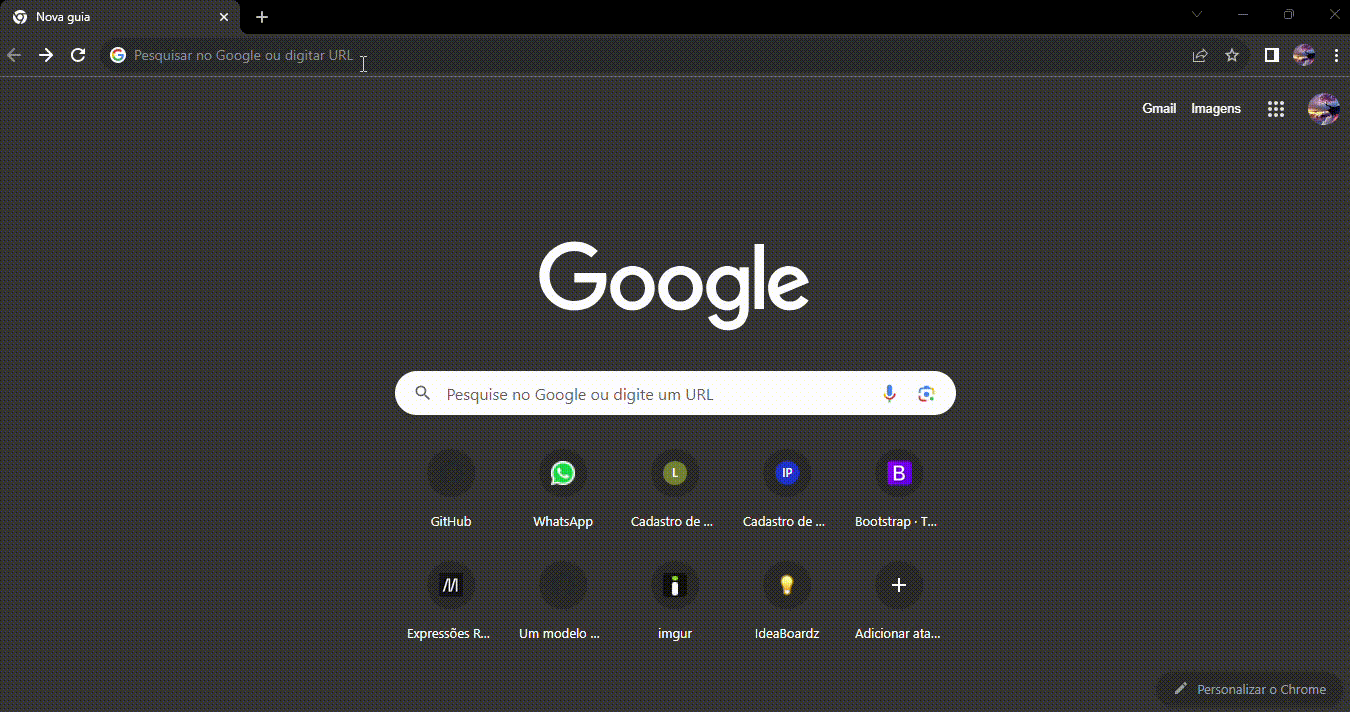 Nova guia
Pesquisar no Google ou digitar URL
Gmail Imagens
Google
Pesquise no Google ou digite um URL
L IP B
GitHub WhatsApp Cadastro de ... Cadastro de ... Bootstrap · T...
M
Expressões R... Um modelo ... imgur IdeaBoardz Adicionar ata...
Personalizar o Chrome